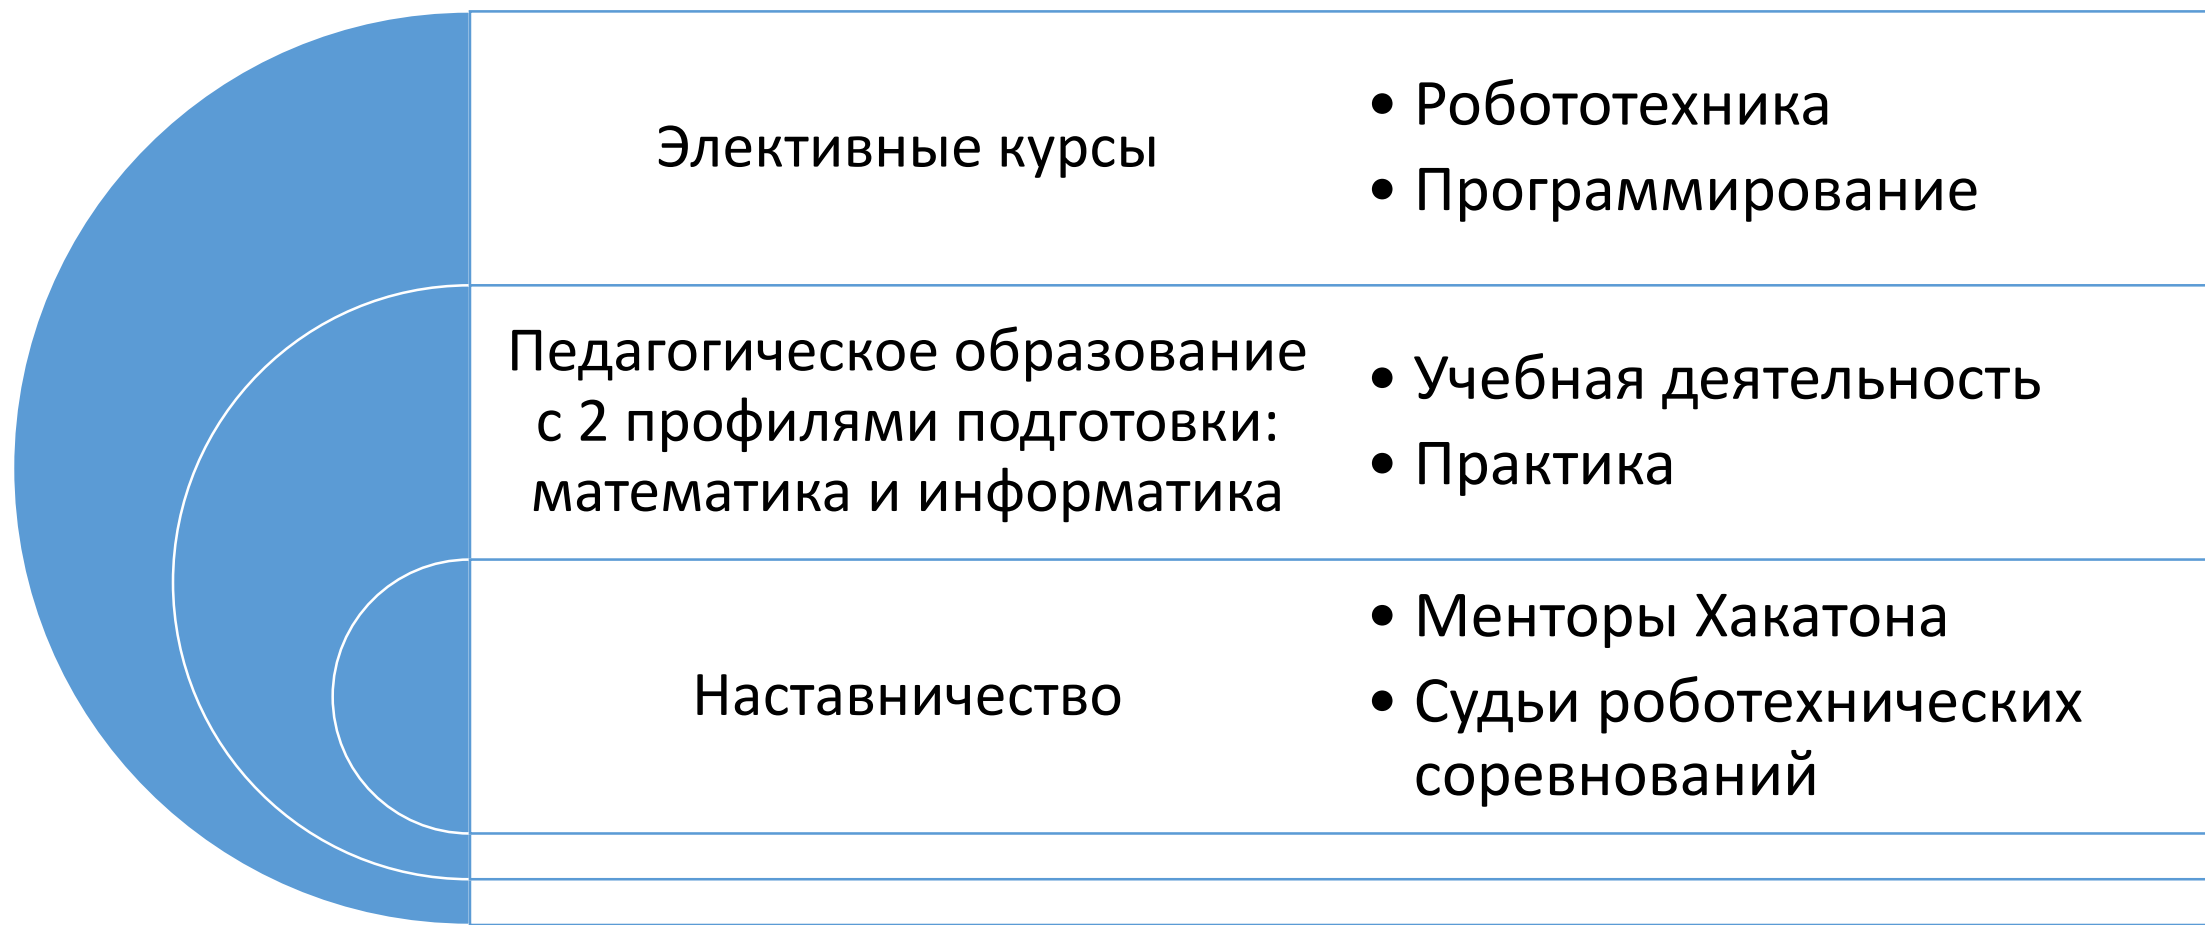 Элективные курсы
• Робототехника
• Программирование
Педагогическое образование
с 2 профилями подготовки:
математика и информатика
• Учебная деятельность
• Практика
Наставничество
• Менторы Хакатона
• Судьи роботехнических
соревнований